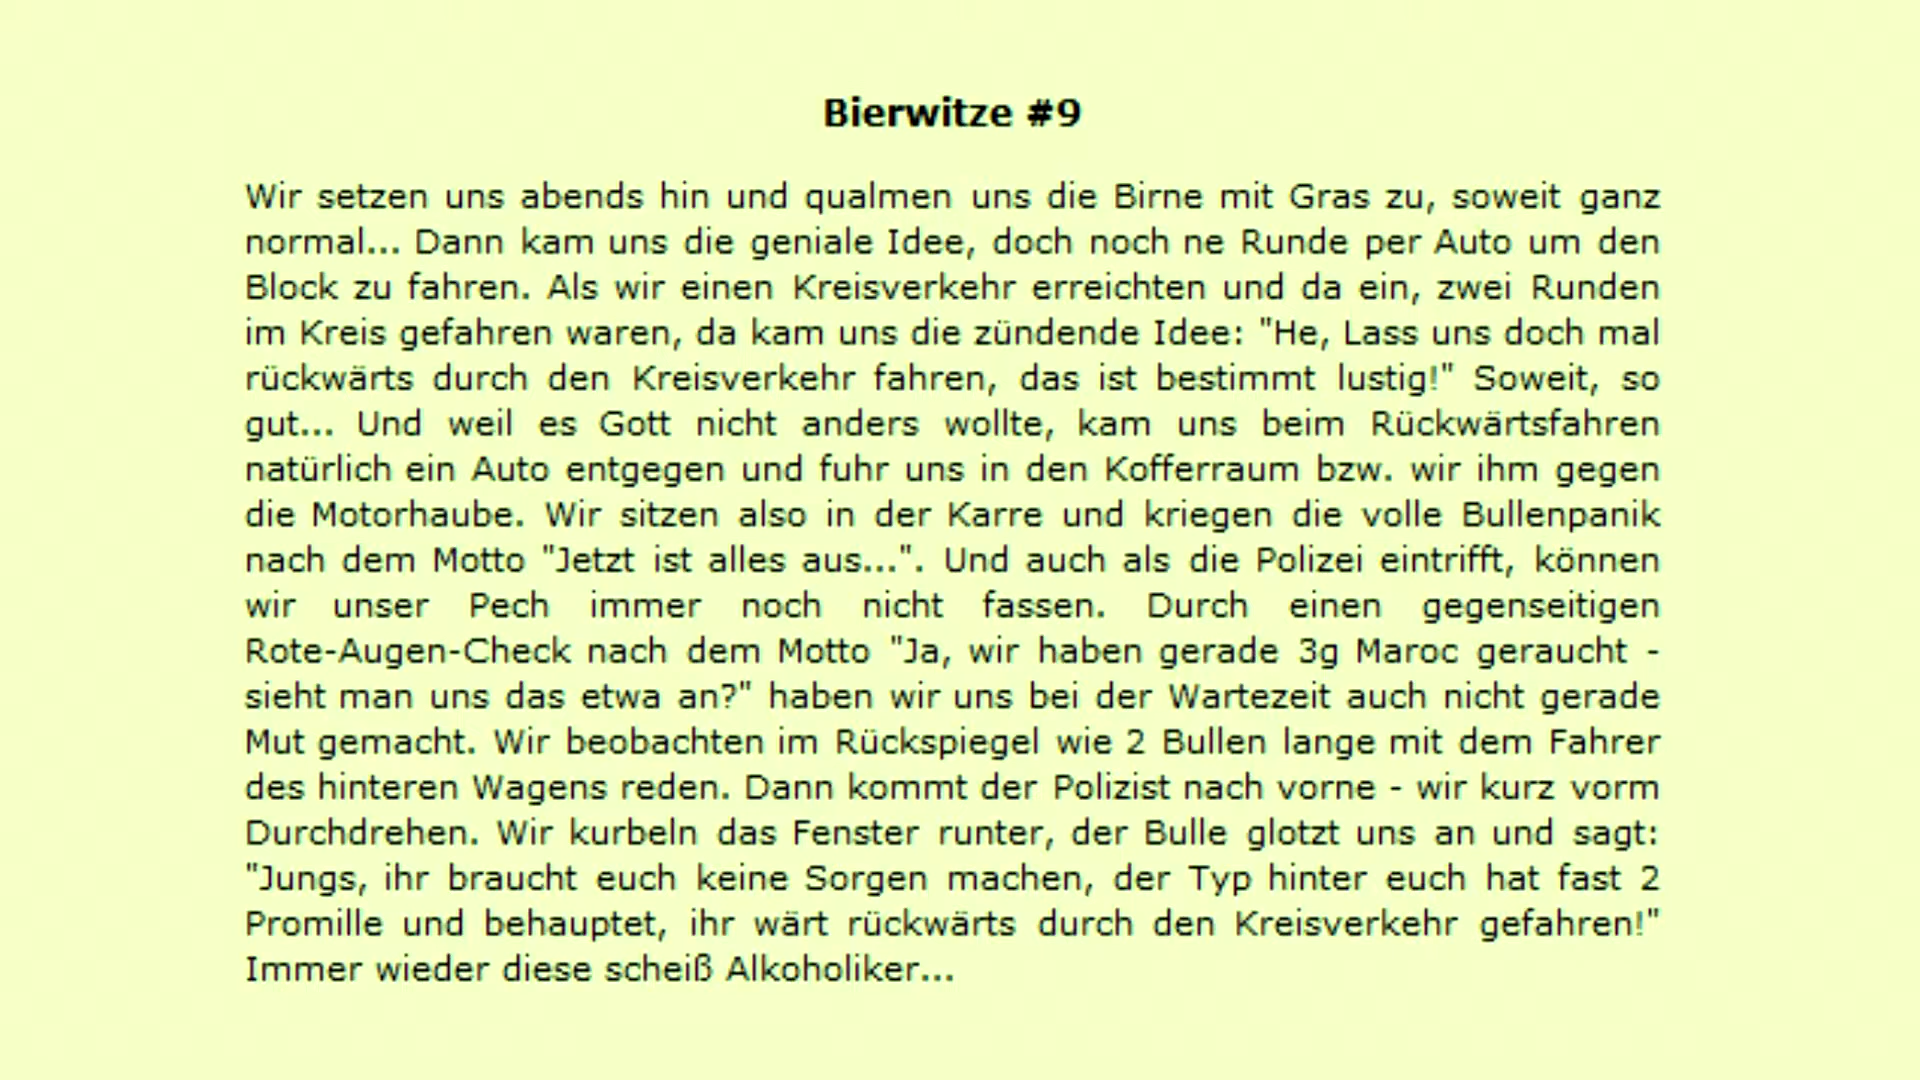 Bierwitze #9
Wir setzen uns abends hin und qualmen uns die Birne mit Gras zu, soweit ganz
normal... Dann kam uns die geniale Idee, doch noch ne Runde per Auto um den
Block zu fahren. Als wir einen Kreisverkehr erreichten und da ein, zwei Runden
im Kreis gefahren waren, da kam uns die zündende Idee: "He, Lass uns doch mal
rückwärts durch den Kreisverkehr fahren, das ist bestimmt lustig!" Soweit, so
gut... Und weil es Gott nicht anders wollte, kam uns beim Rückwärtsfahren
natürlich ein Auto entgegen und fuhr uns in den Kofferraum bzw. wir ihm gegen
die Motorhaube. Wir sitzen also in der Karre und kriegen die volle Bullenpanik
nach dem Motto "Jetzt ist alles aus...". Und auch als die Polizei eintrifft, können
wir unser Pech immer noch nicht fassen. Durch einen gegenseitigen
Rote-Augen-Check nach dem Motto "Ja, wir haben gerade 3g Maroc geraucht -
sieht man uns das etwa an?" haben wir uns bei der Wartezeit auch nicht gerade
Mut gemacht. Wir beobachten im Rückspiegel wie 2 Bullen lange mit dem Fahrer
des hinteren Wagens reden. Dann kommt der Polizist nach vorne - wir kurz vorm
Durchdrehen. Wir kurbeln das Fenster runter, der Bulle glotzt uns an und sagt:
"Jungs, ihr braucht euch keine Sorgen machen, der Typ hinter euch hat fast 2
Promille und behauptet, ihr wärt rückwärts durch den Kreisverkehr gefahren!"
Immer wieder diese scheiß Alkoholiker...